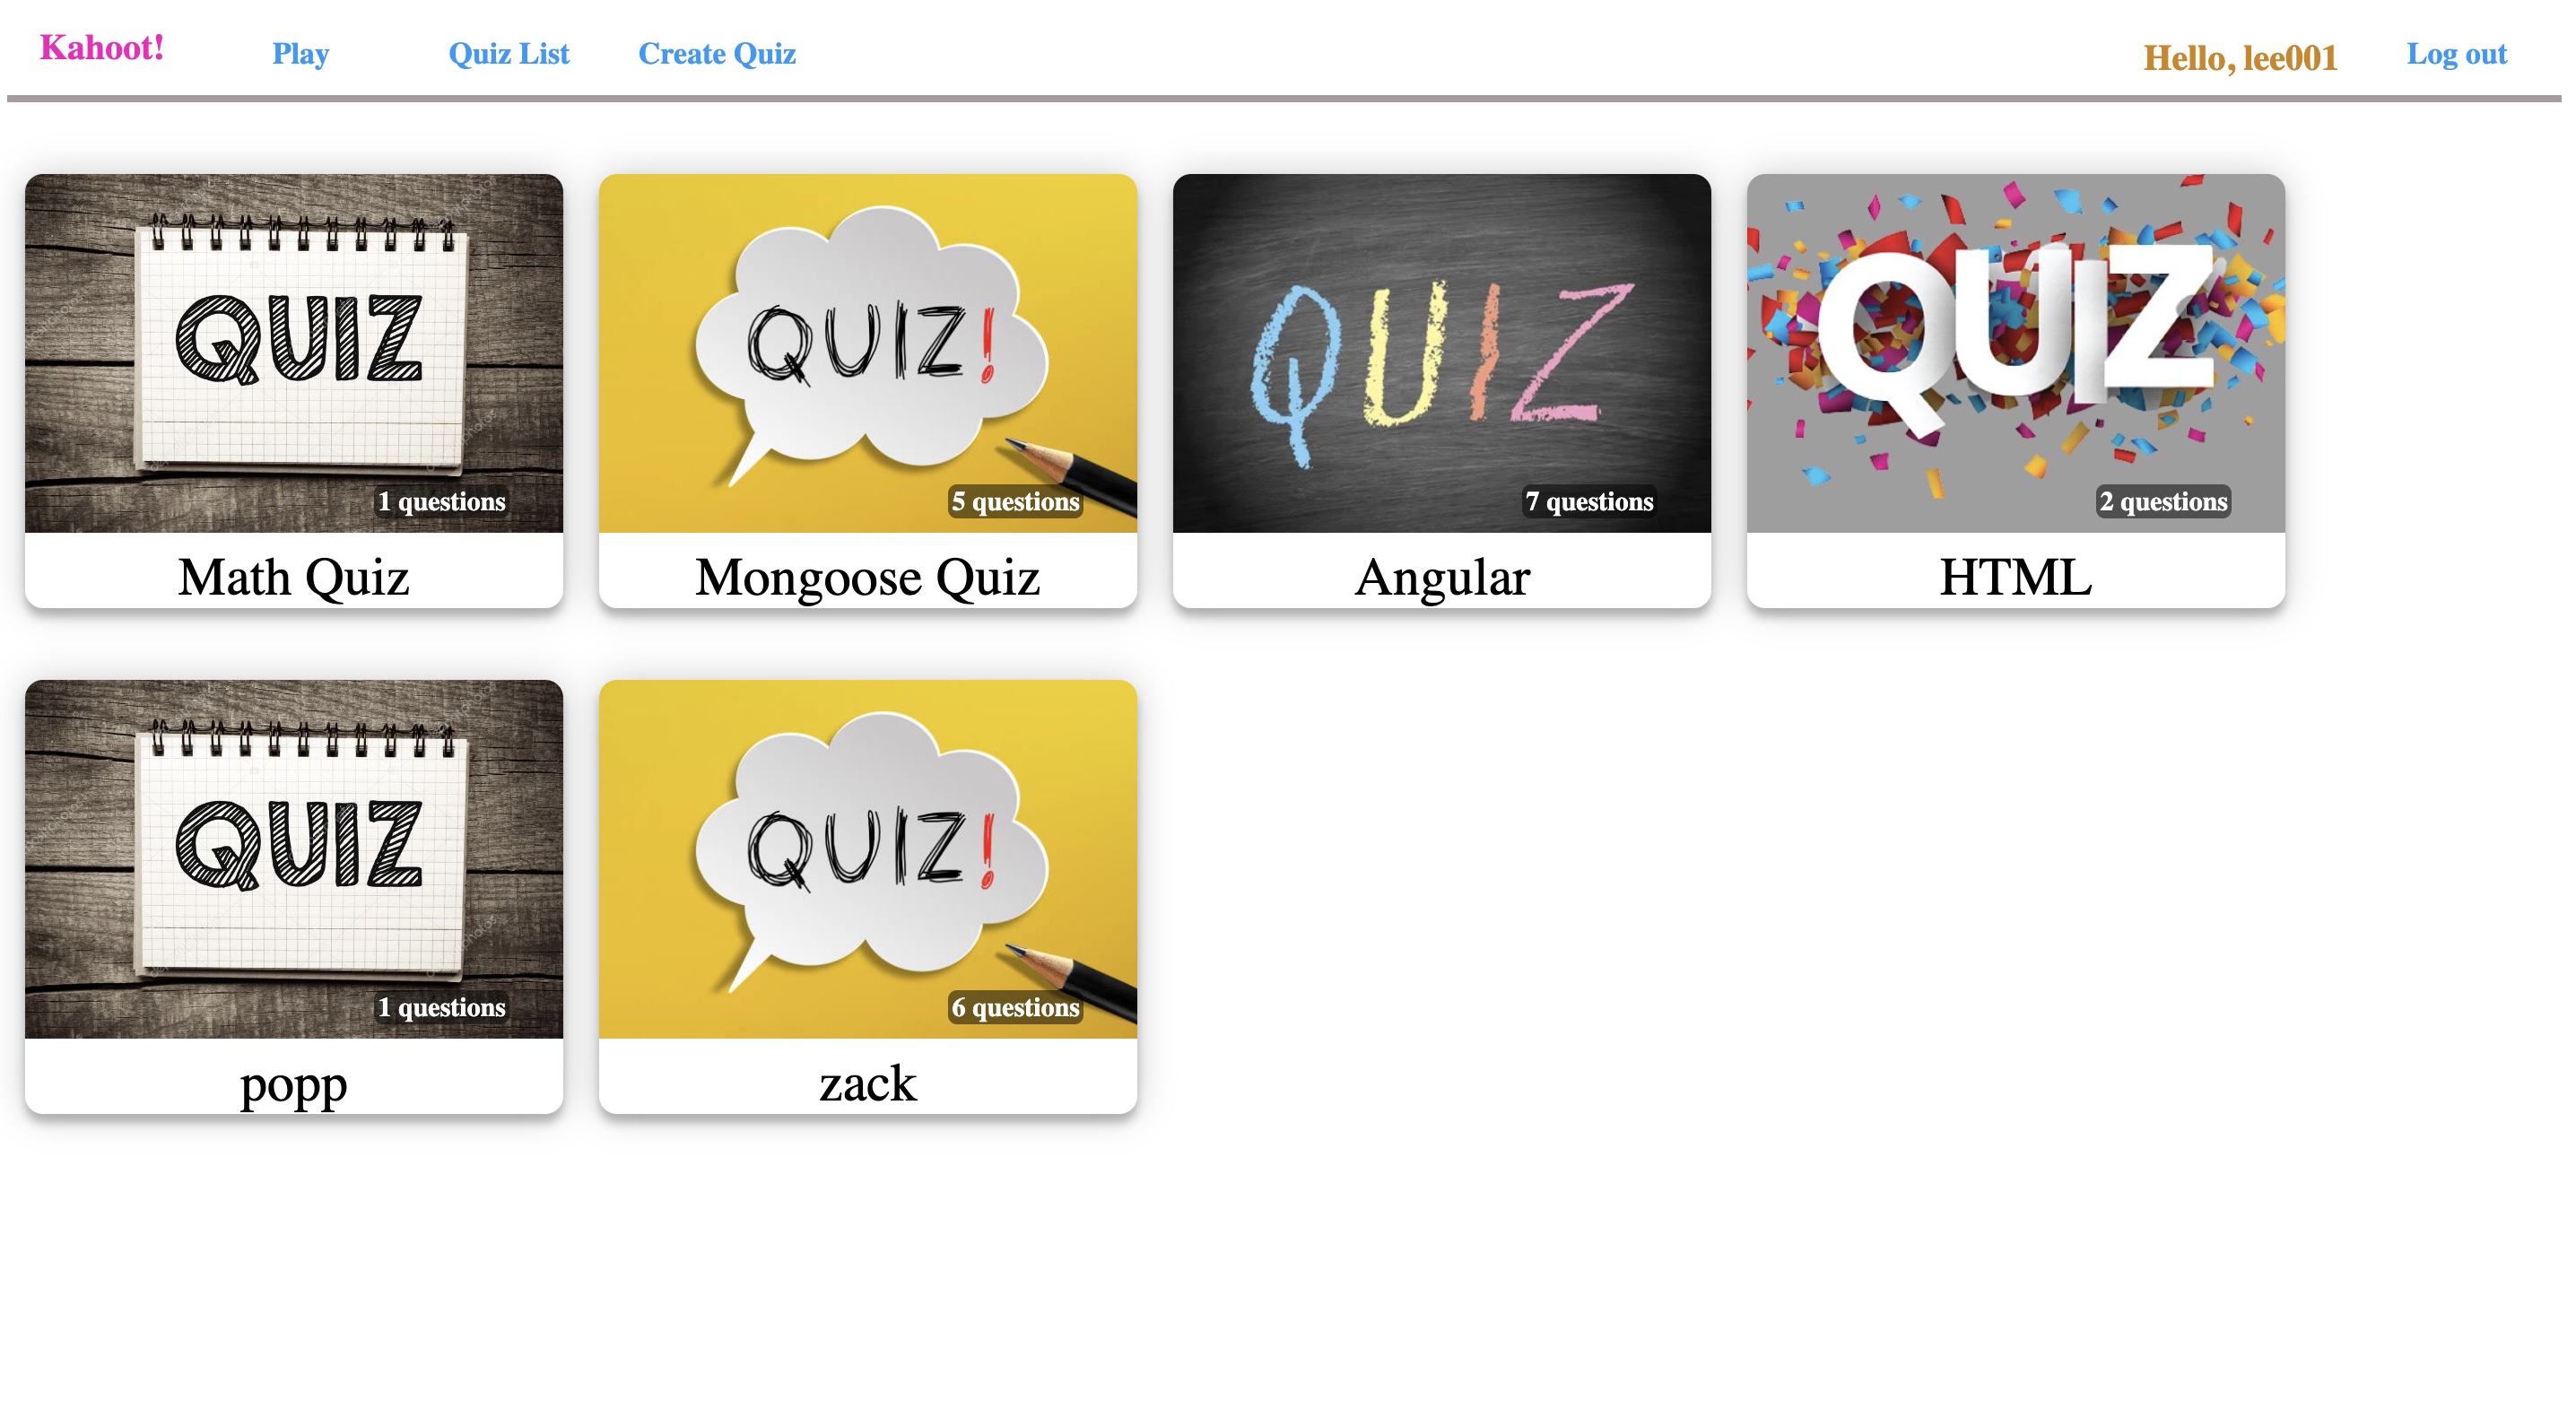 Kahoot! Play Quiz List Create Quiz Hello, lee001 Log out
QUIZ
1 questions
Math Quiz
QUIZ!
5 questions
Mongoose Quiz
QUIZ
7 questions
Angular
QUIZ
2 questions
HTML
QUIZ
1 questions
popp
QUIZ!
6 questions
zack